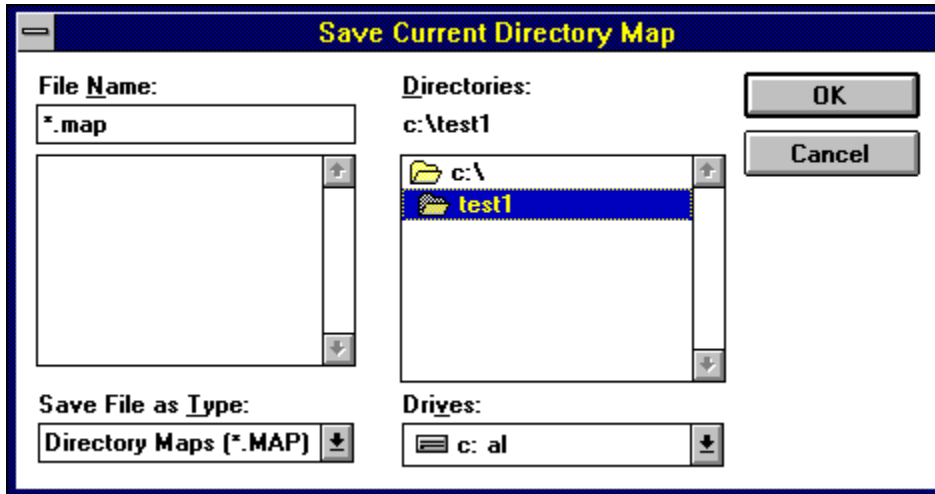 Save Current Directory Map
File Name:
*.map
Directories:
c:\test1
OK
Cancel
c:\
test1
Save File as Type:
Directory Maps (*.MAP)
Drives:
c: al